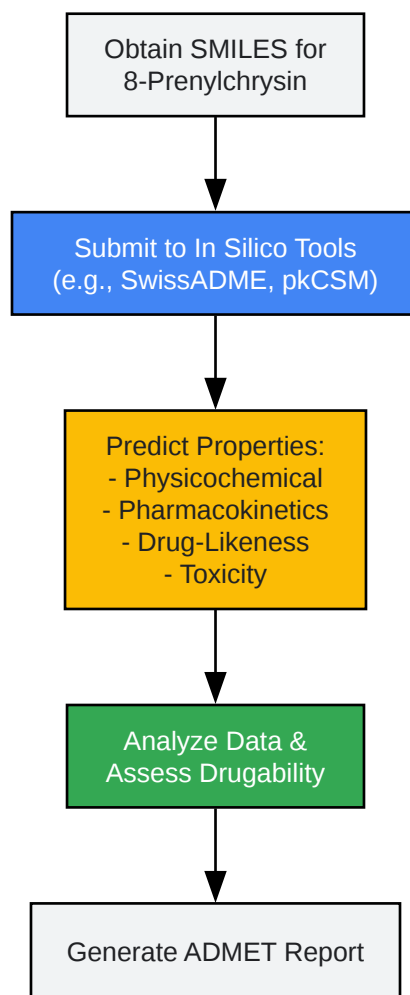 Obtain SMILES for
8-Prenylchrysin
Submit to In Silico Tools
(e.g., SwissADME, pkCSM)
Predict Properties:
- Physicochemical
- Pharmacokinetics
- Drug-Likeness
- Toxicity
Analyze Data &
Assess Drugability
Generate ADMET Report